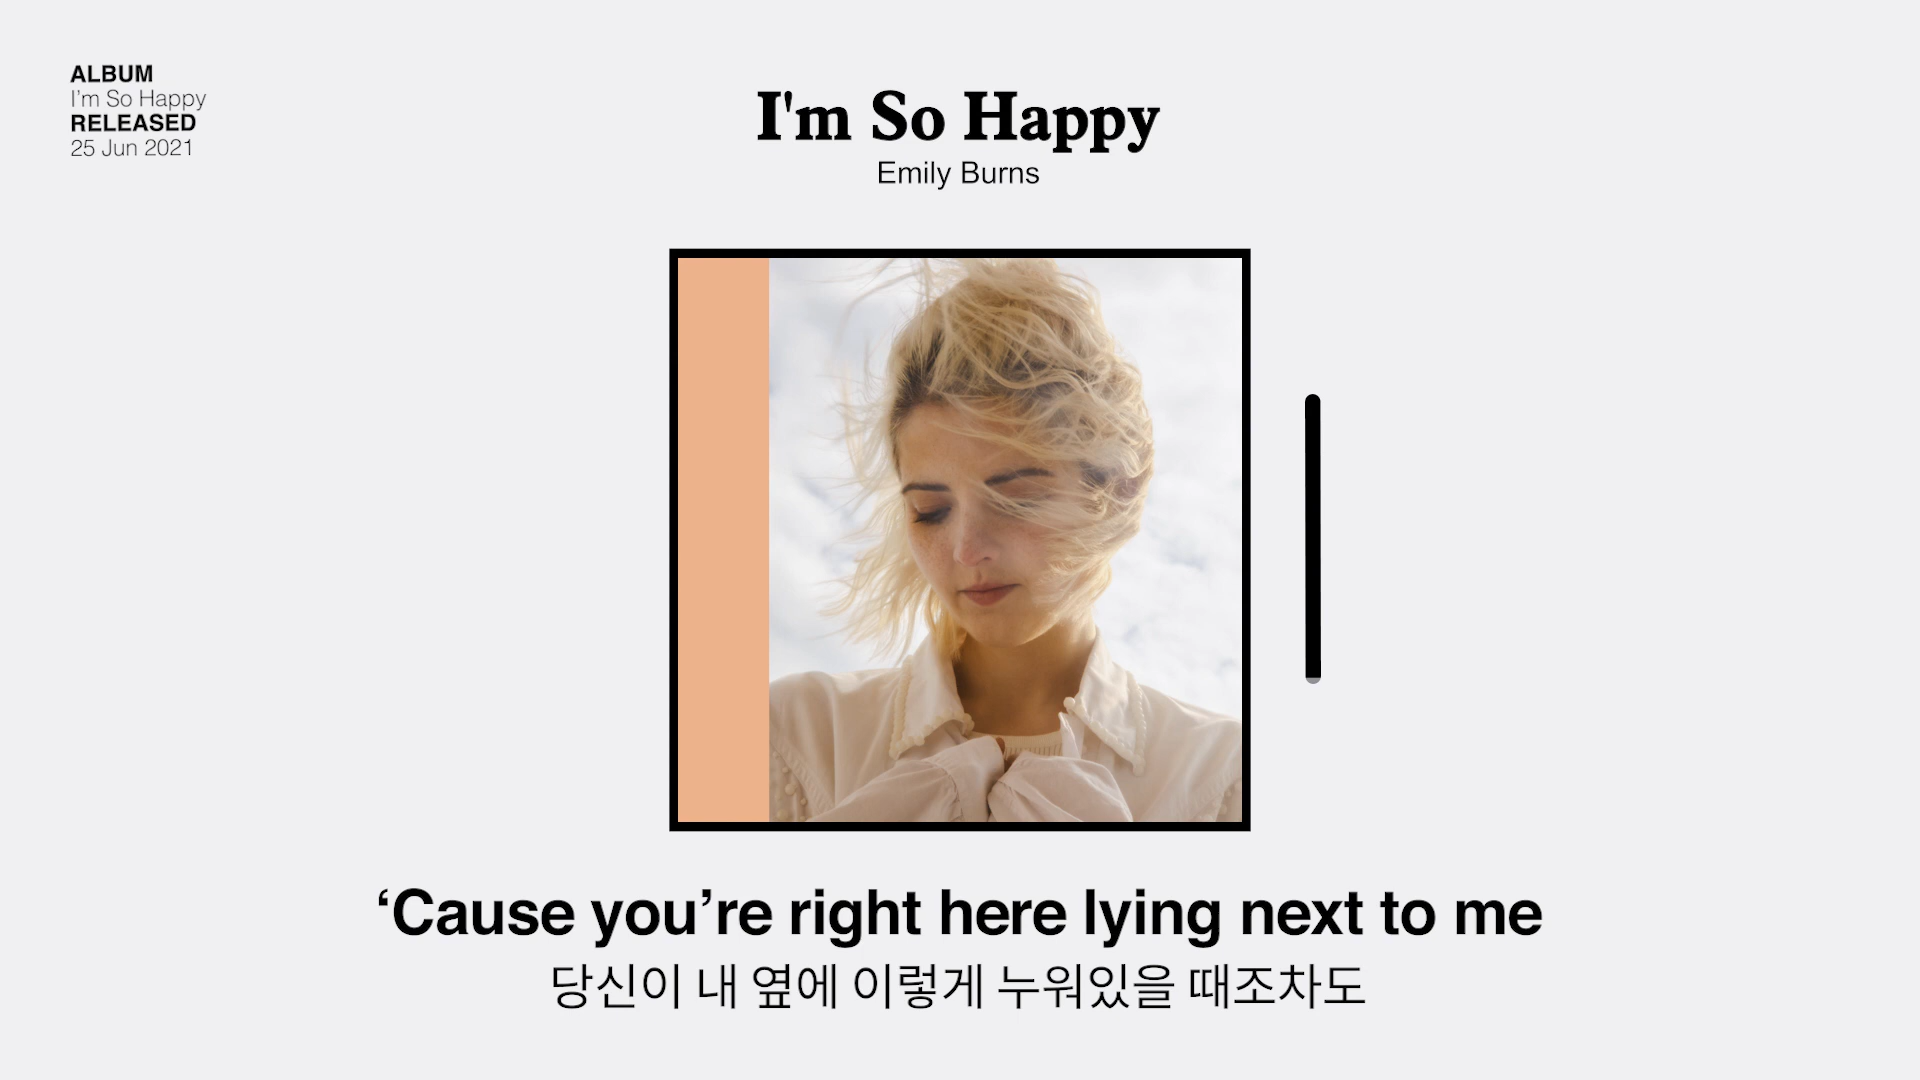 ALBUM
I’m So Happy
RELEASED
25 Jun 2021
I'm So Happy
Emily Burns
‘Cause you’re right here lying next to me
당신이 내 옆에 이렇게 누워있을 때조차도